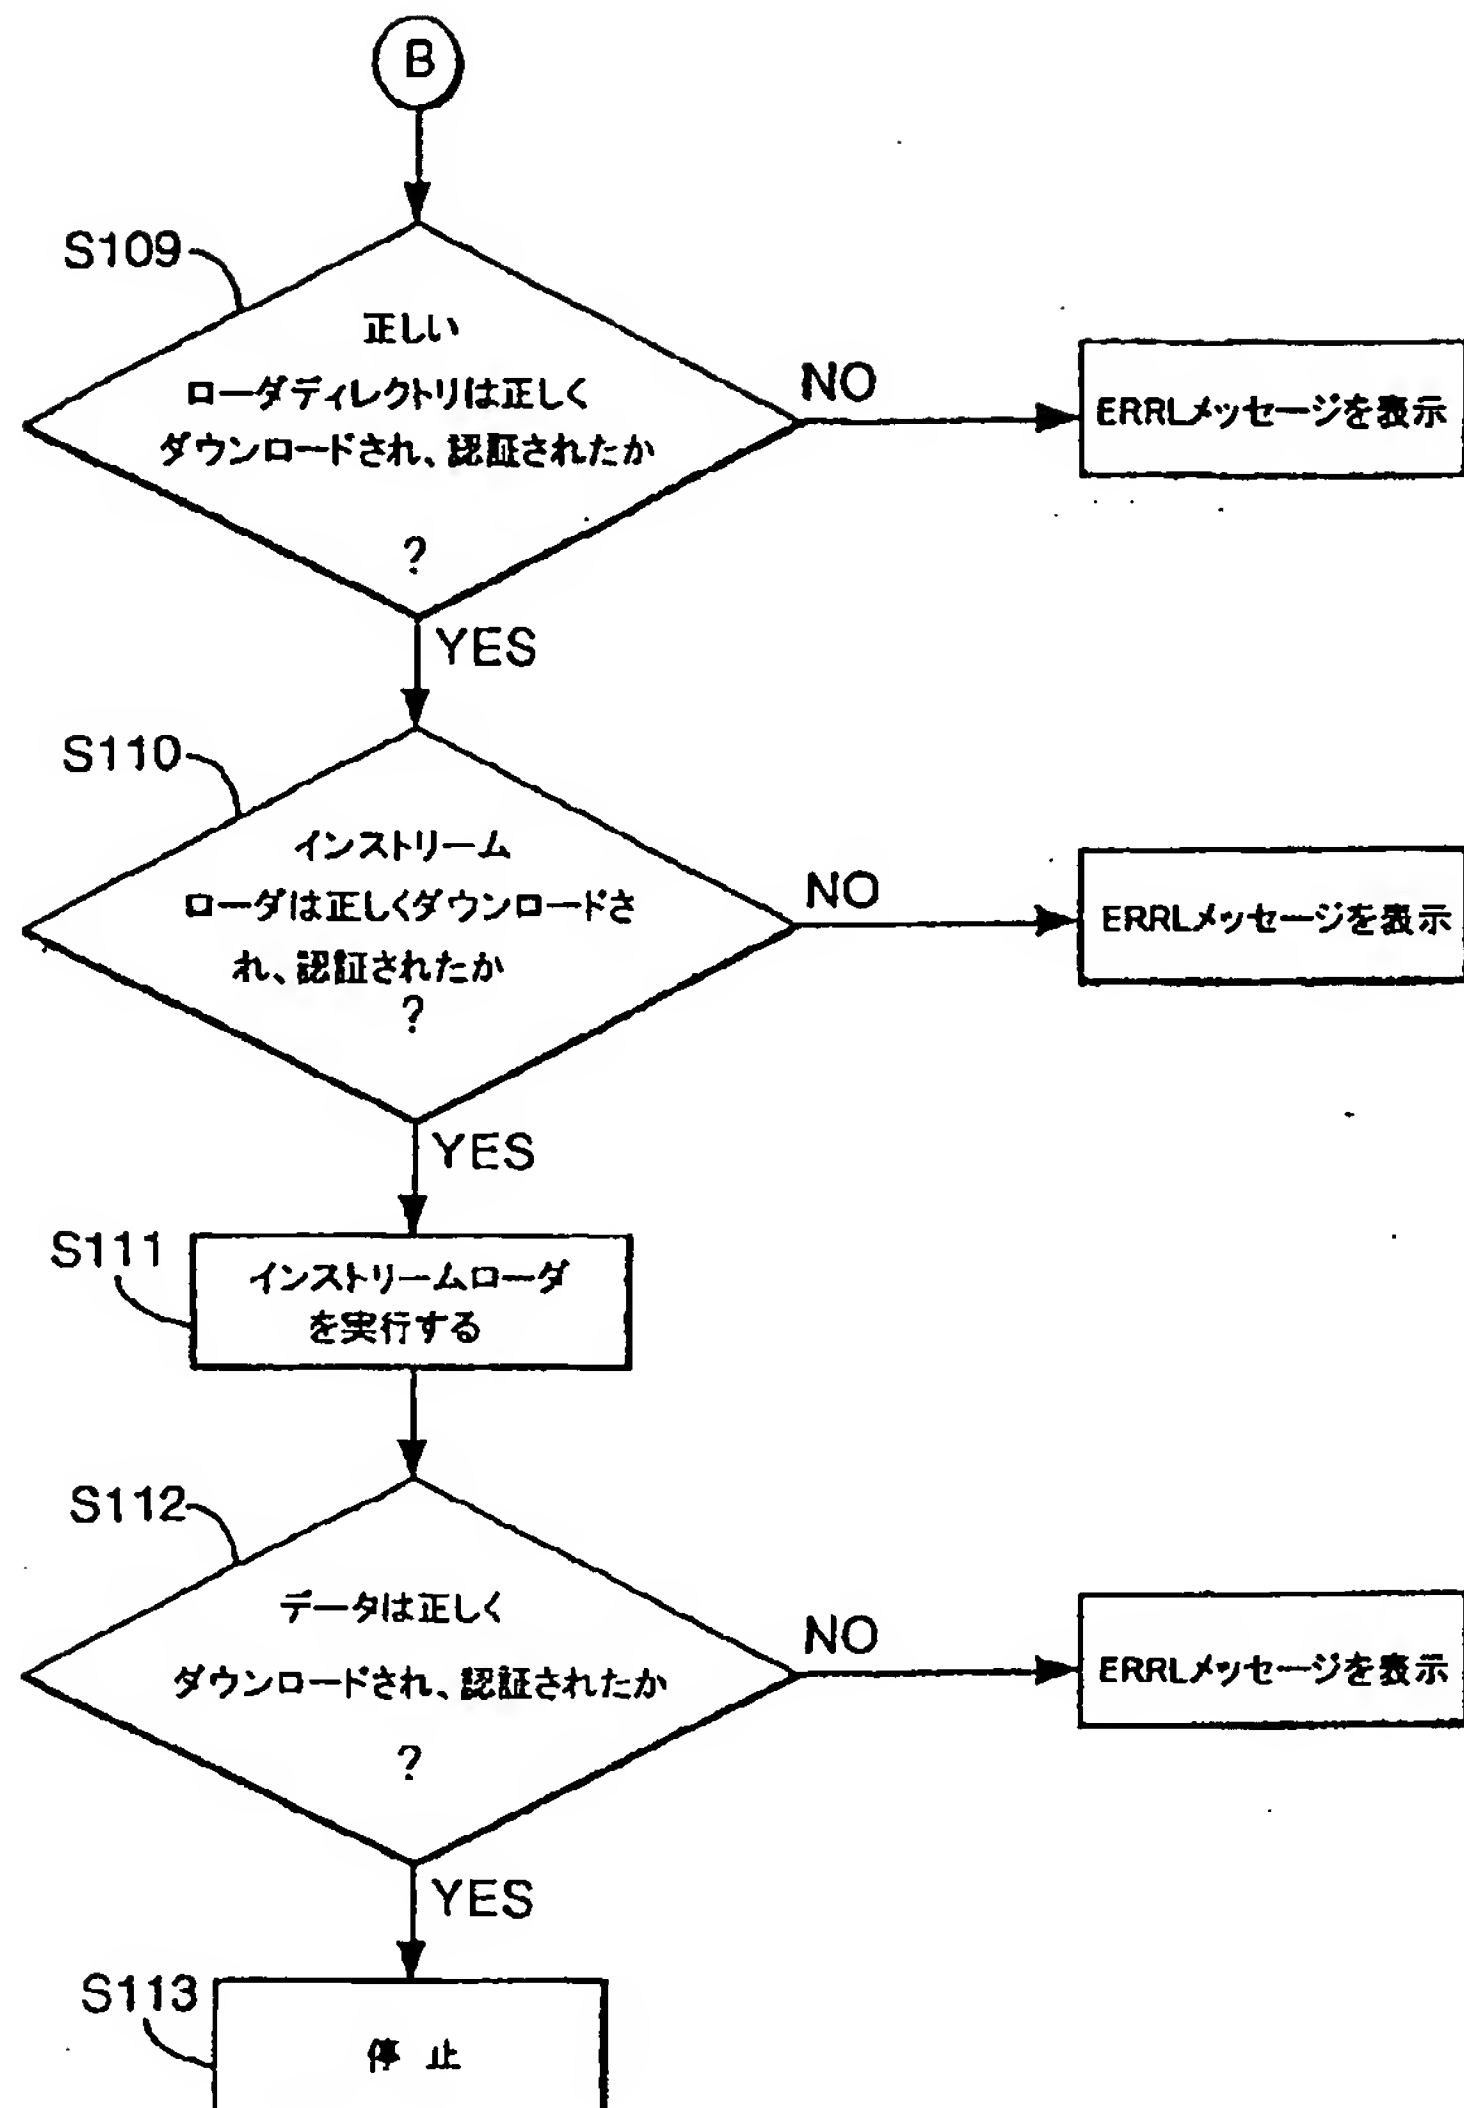 B
S109
正しい
ローダディレクトリは正しく
ダウンロードされ、認証されたか
?
NO
ERRLメッセージを表示
YES
S110
インストリーム
ローダは正しくダウンロードさ
れ、認証されたか
?
NO
ERRLメッセージを表示
YES
S111
インストリームローダ
を実行する
S112
データは正しく
ダウンロードされ、認証されたか
?
NO
ERRLメッセージを表示
YES
S113
停 止